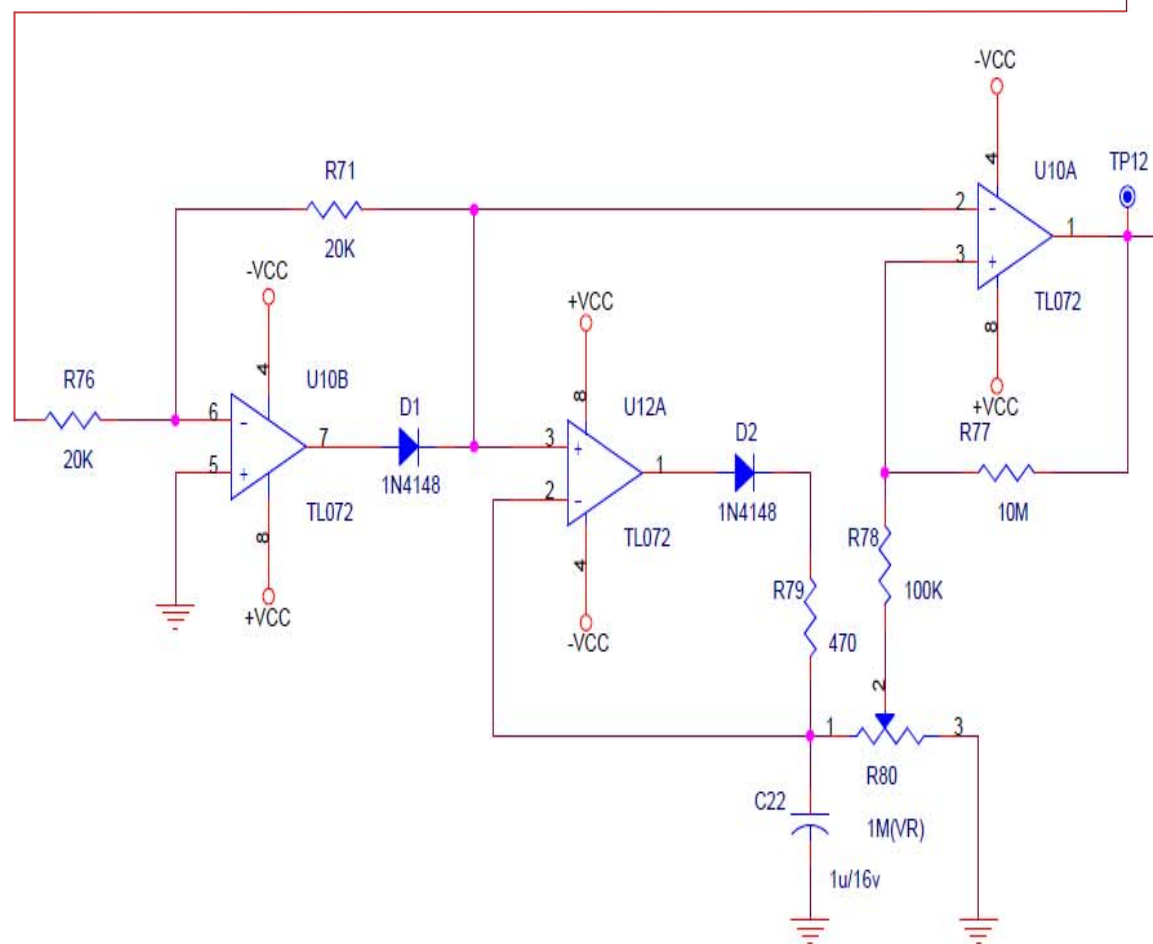 -VCC
4
U10A
TP12
2
-
1
3
+
TL072
8
+VCC
R71
20K
-VCC
4
U10B
R76
20K
6
-
7
5
+
TL072
8
+VCC
D1
1N4148
+VCC
8
U12A
3
+
1
2
-
TL072
4
-VCC
D2
1N4148
R77
10M
R78
100K
R79
470
2
1
3
R80
1M(VR)
C22
1u/16v